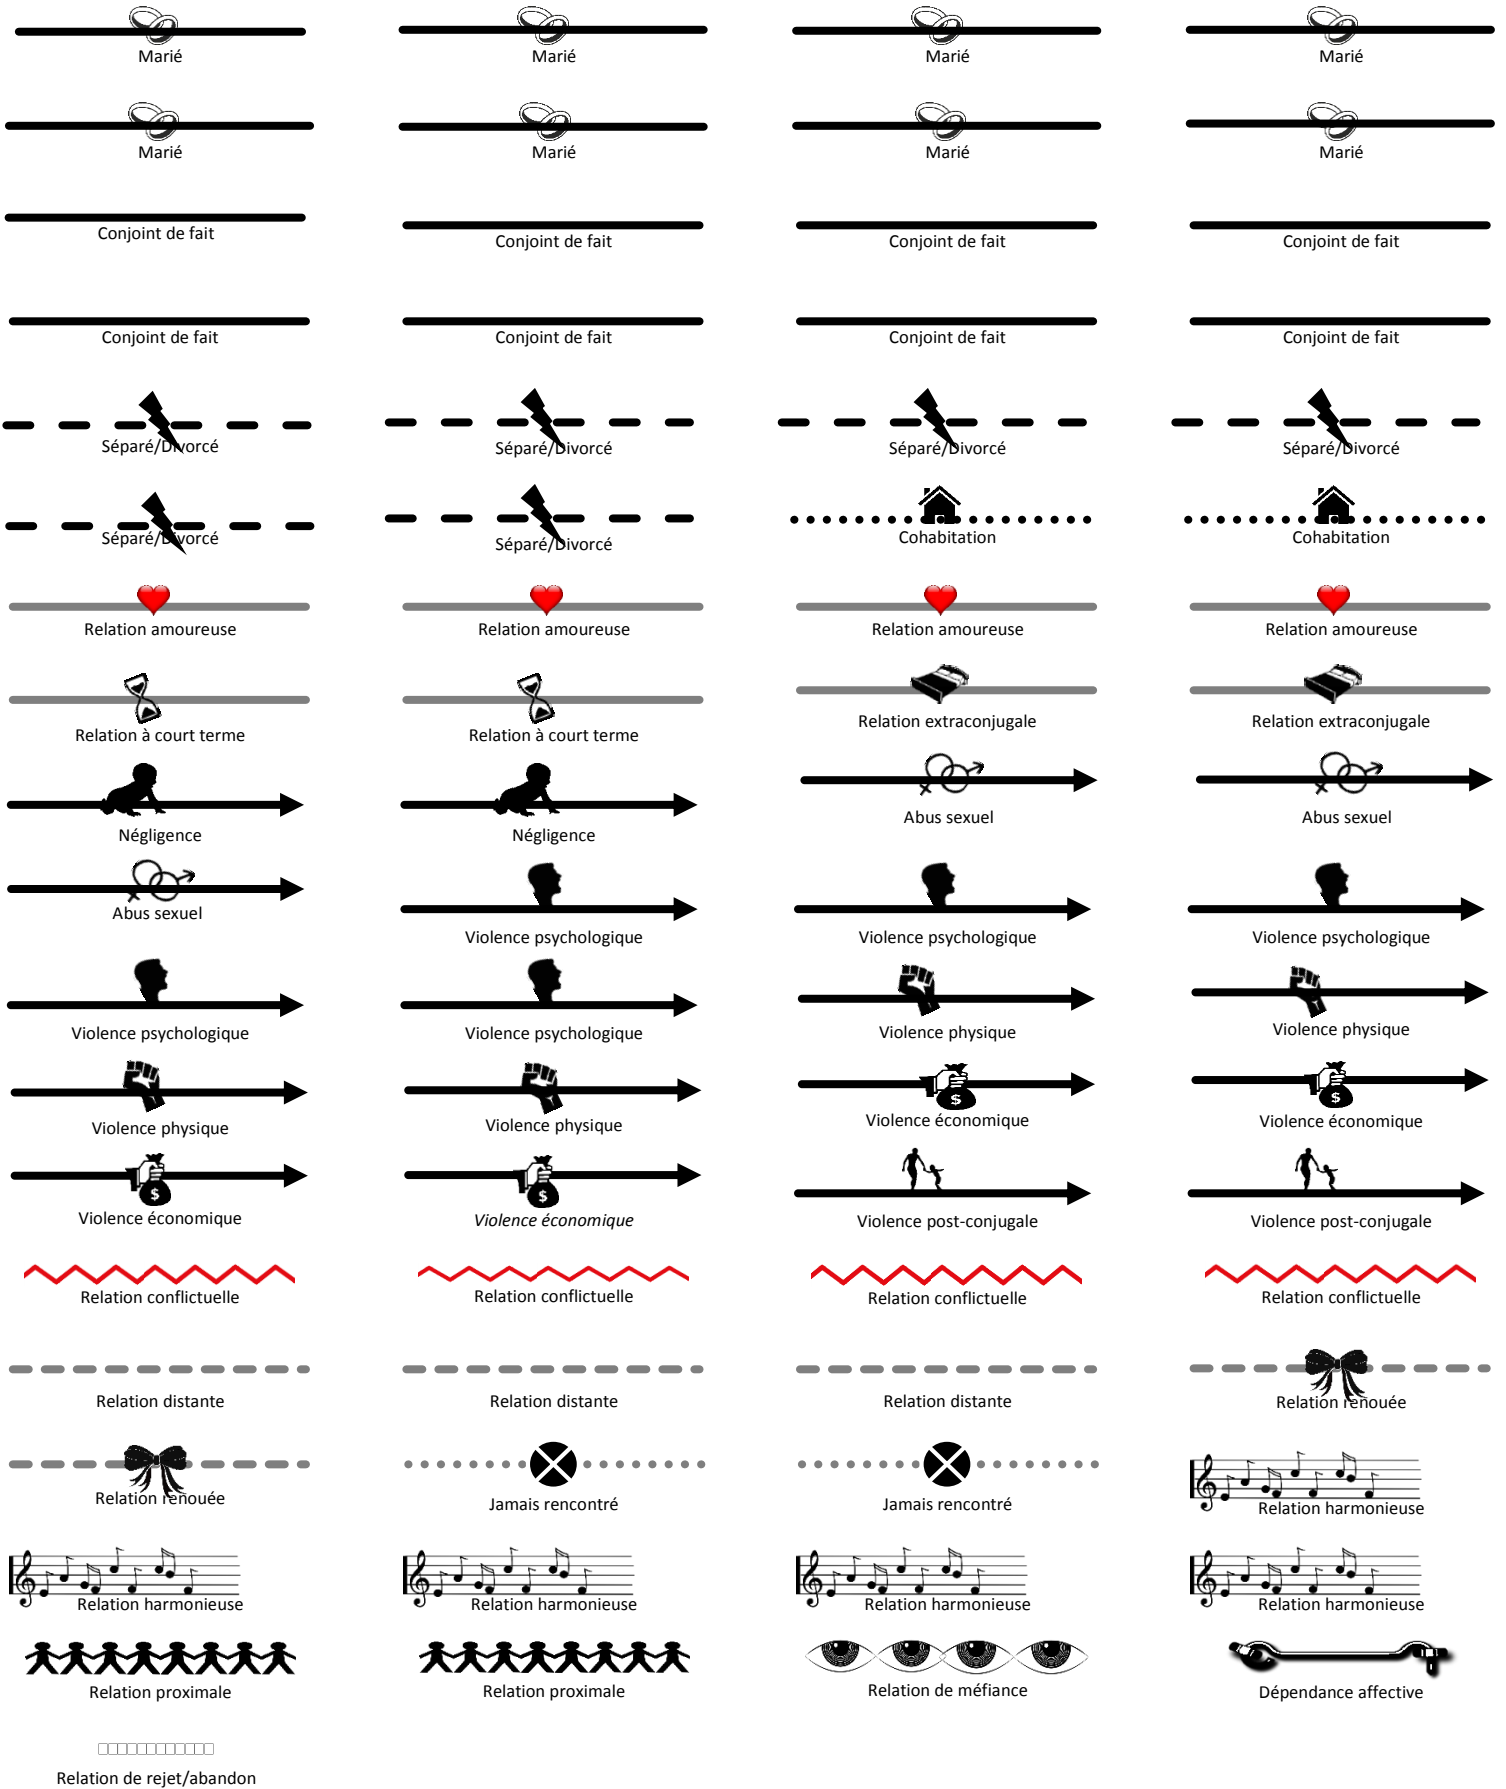 Marié
Marié
Marié
Marié
Marié
Marié
Marié
Marié
Conjoint de fait
Conjoint de fait
Conjoint de fait
Conjoint de fait
Conjoint de fait
Conjoint de fait
Conjoint de fait
Conjoint de fait
Séparé/Divorcé
Séparé/Divorcé
Séparé/Divorcé
Séparé/Divorcé
Séparé/Divorcé
Séparé/Divorcé
Cohabitation
Cohabitation
Relation amoureuse
Relation amoureuse
Relation amoureuse
Relation amoureuse
Relation à court terme
Relation à court terme
Relation extraconjugale
Relation extraconjugale
Négligence
Négligence
Abus sexuel
Abus sexuel
Abus sexuel
Violence psychologique
Violence psychologique
Violence psychologique
Violence psychologique
Violence psychologique
Violence physique
Violence physique
Violence physique
Violence physique
Violence économique
Violence économique
Violence économique
Violence économique
Violence post-conjugale
Violence post-conjugale
Relation conflictuelle
Relation conflictuelle
Relation conflictuelle
Relation conflictuelle
Relation distante
Relation distante
Relation distante
Relation renouée
Relation renouée
Jamais rencontré
Jamais rencontré
Relation harmonieuse
Relation harmonieuse
Relation harmonieuse
Relation harmonieuse
Relation harmonieuse
Relation proximale
Relation proximale
Relation de méfiance
Dépendance affective
Relation de rejet/abandon